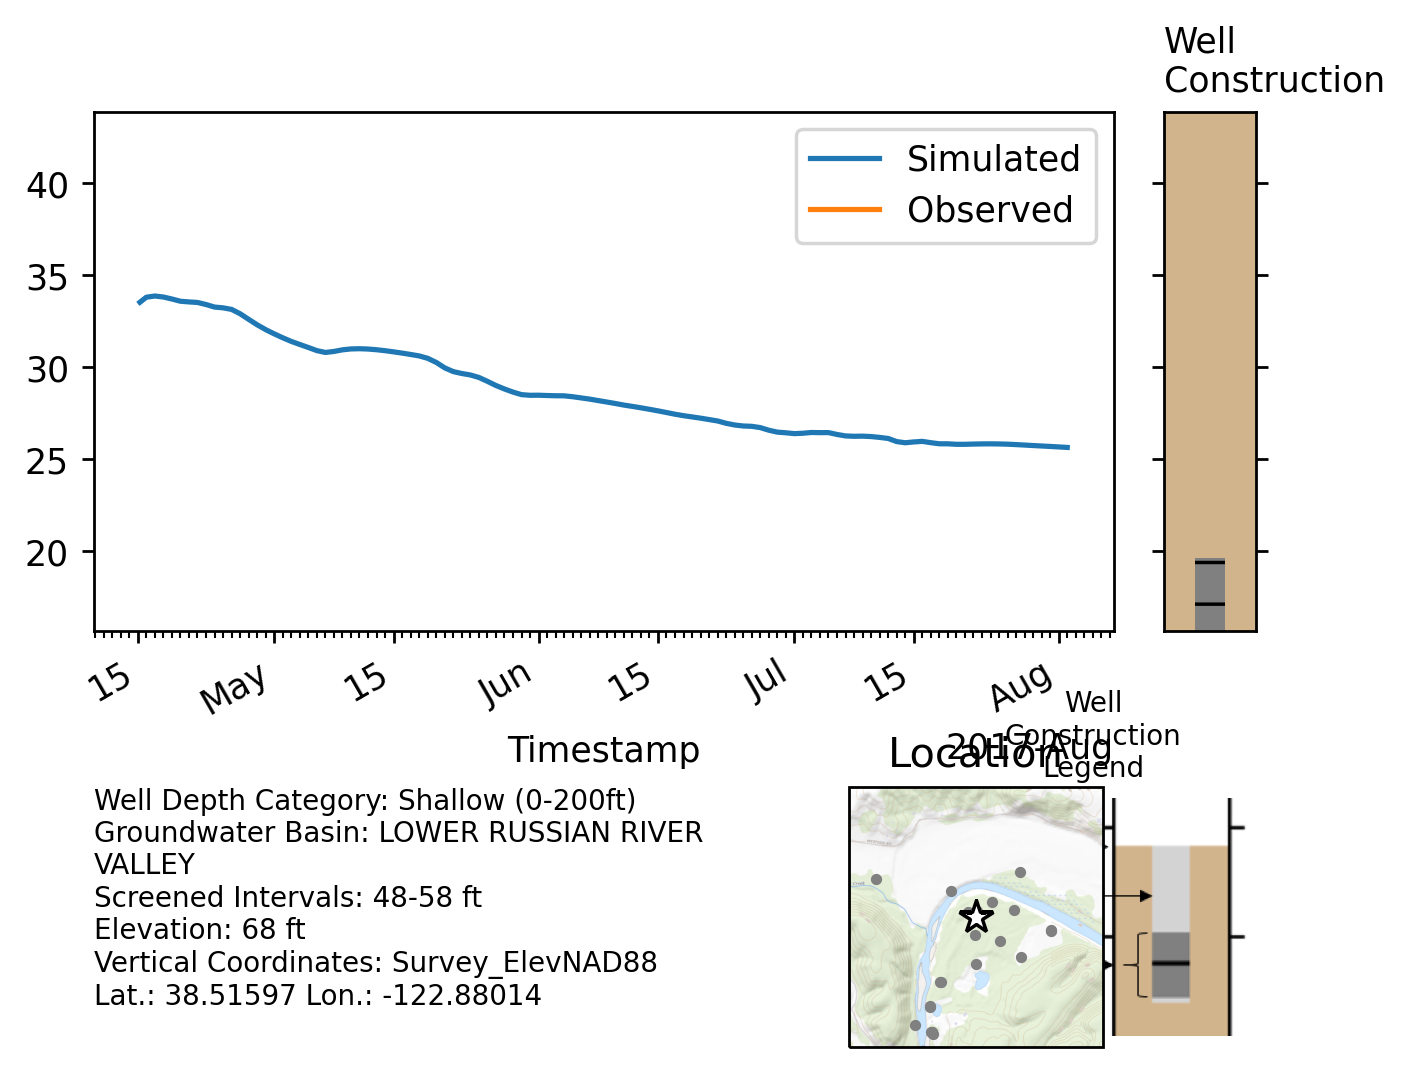 Well
Construction
40
35
30
25
20
Simulated
Observed
15
May
15
Jun
15
Jul
15
Aug
Timestamp
2017-Aug
Location
Well
Construction
Legend
Well Depth Category: Shallow (0-200ft)
Groundwater Basin: LOWER RUSSIAN RIVER
VALLEY
Screened Intervals: 48-58 ft
Elevation: 68 ft
Vertical Coordinates: Survey_ElevNAD88
Lat.: 38.51597 Lon.: -122.88014